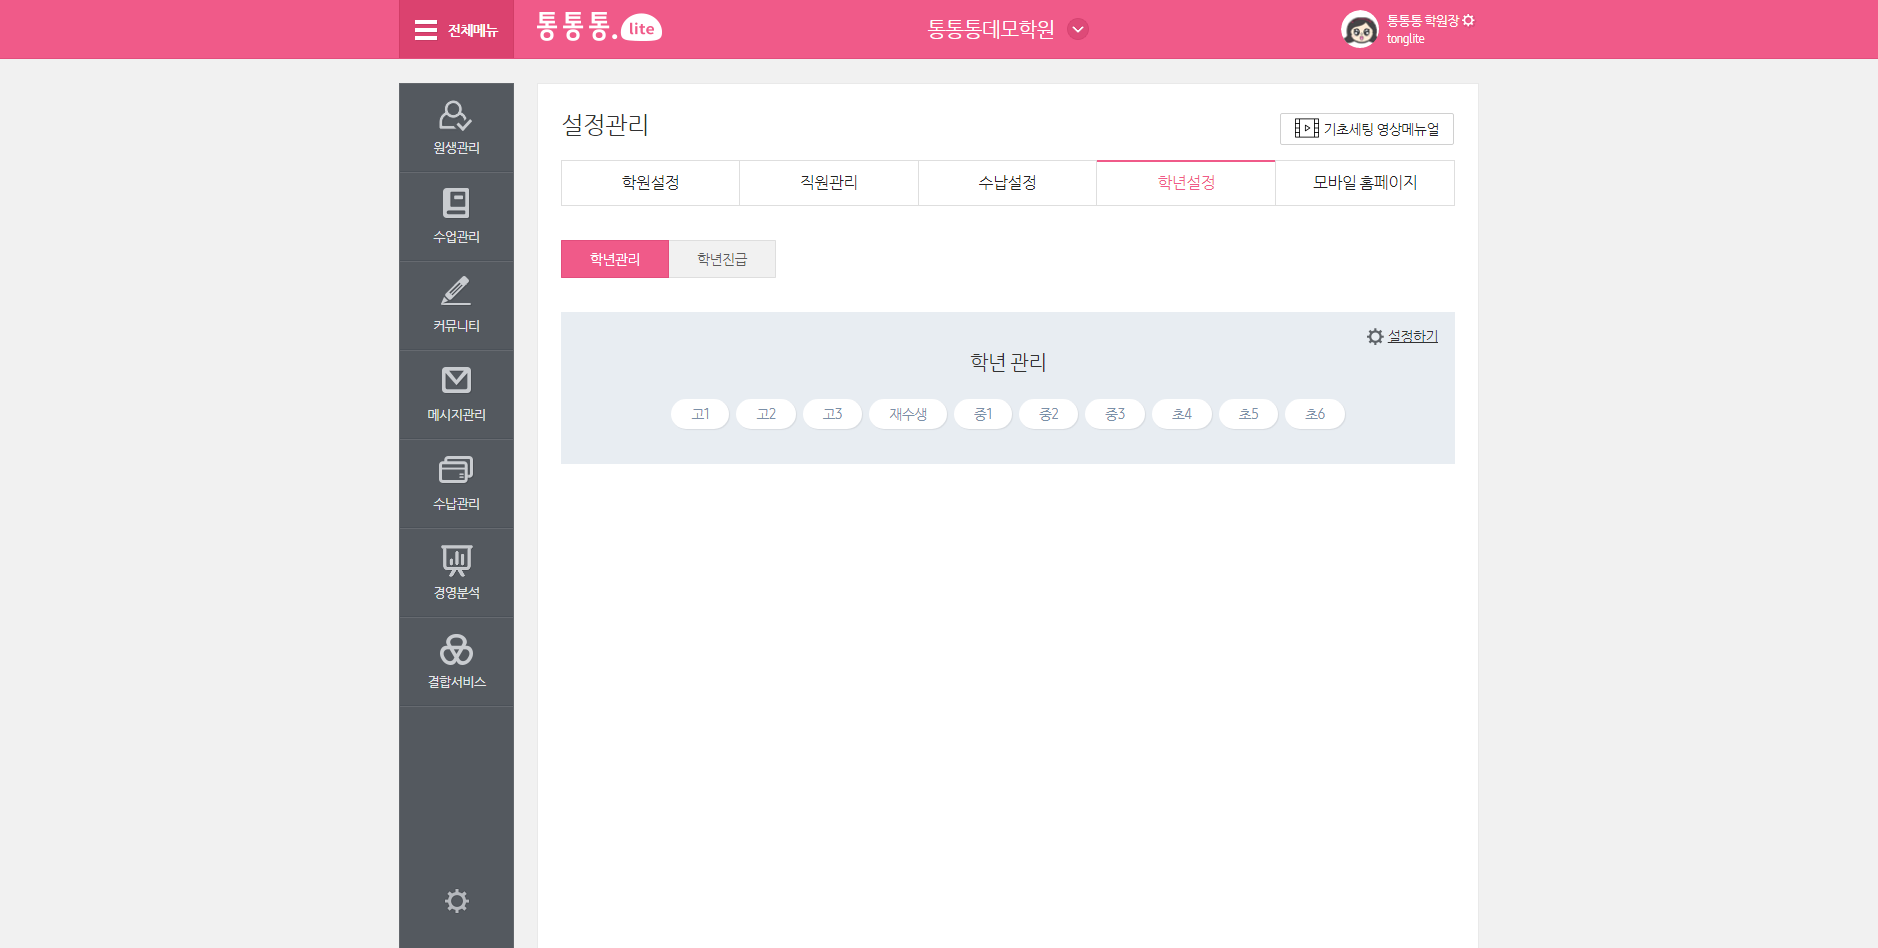 전체메뉴
통통통.lite
통통통데모학원
통통통 학원장
tonglite
원생관리
수업관리
커뮤니티
메시지관리
수납관리
경영분석
결합서비스
설정관리
기초세팅 영상메뉴얼
학원설정 직원관리 수납설정 학년설정 모바일 홈페이지
학년관리 학년진급
설정하기
학년 관리
고1 고2 고3 재수생 중1 중2 중3 초4 초5 초6